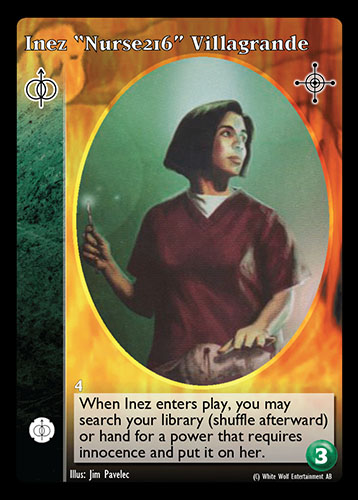 Inez "Nurse216" Villagrande
4
When Inez enters play, you may
search your library (shuffle afterward)
or hand for a power that requires
innocence and put it on her.
3
Illus: Jim Pavelec
(C) White Wolf Entertainment AB